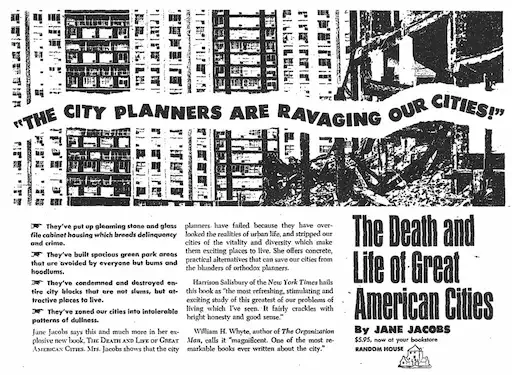 "THE CITY PLANNERS ARE RAVAGING OUR CITIES!"
☛ They've put up gleaming stone and glass
file cabinet housing which breeds delinquency
and crime.
☛ They've built spacious green park areas
that are avoided by everyone but bums and
hoodlums.
☛ They've condemned and destroyed en-
tire city blocks that are not slums, but at-
tractive places to live.
☛ They've zoned our cities into intolerable
patterns of dullness.
Jane Jacobs says this and much more in her ex-
plosive new book, THE DEATH AND LIFE OF GREAT
AMERICAN CITIES. Mrs. Jacobs shows that the city
planners have failed because they have over-
looked the realities of urban life, and stripped our
cities of the vitality and diversity which make
them exciting places to live. She offers concrete,
practical alternatives that can save our cities from
the blunders of orthodox planners.
Harrison Salisbury of the New York Times hails
this book as "the most refreshing, stimulating and
exciting study of this greatest of our problems of
living which I've seen. It fairly crackles with
bright honesty and good sense."
William H. Whyte, author of The Organization
Man, calls it "magnificent. One of the most re-
markable books ever written about the city."
The Death and
Life of Great
American Cities
By JANE JACOBS
$5.95, now at your bookstore
RANDOM HOUSE